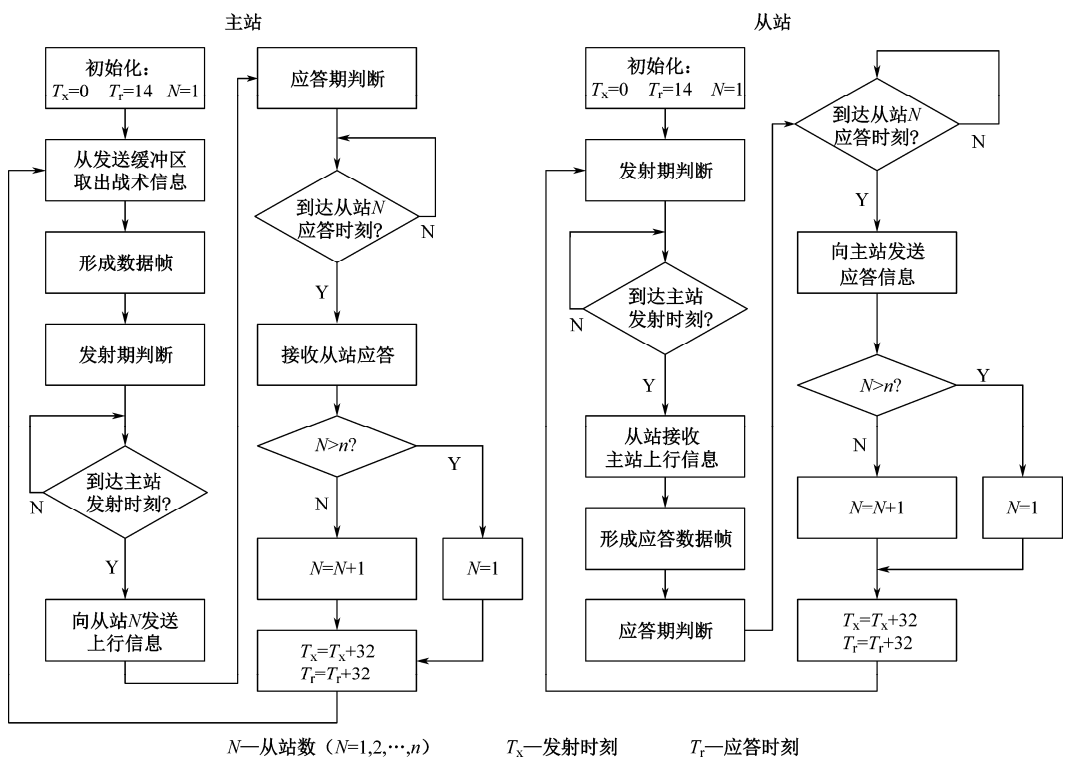 主站
初始化：
Tx=0 Tr=14 N=1
从发送缓冲区
取出战术信息
形成数据帧
发射期判断
到达主站
发射时刻?
N
Y
向从站N发送
上行信息
应答期判断
到达从站N
应答时刻?
N
Y
接收从站应答
N>n?
Y
N
N=N+1
N=1
Tx=Tx+32
Tr=Tr+32
从站
初始化：
Tx=0 Tr=14 N=1
发射期判断
到达主站
发射时刻?
N
Y
从站接收
主站上行信息
形成应答数据帧
应答期判断
到达从站N
应答时刻?
N
Y
向主站发送
应答信息
N>n?
Y
N
N=N+1
N=1
Tx=Tx+32
Tr=Tr+32
N—从站数（N=1,2,…,n） Tx—发射时刻 Tr—应答时刻